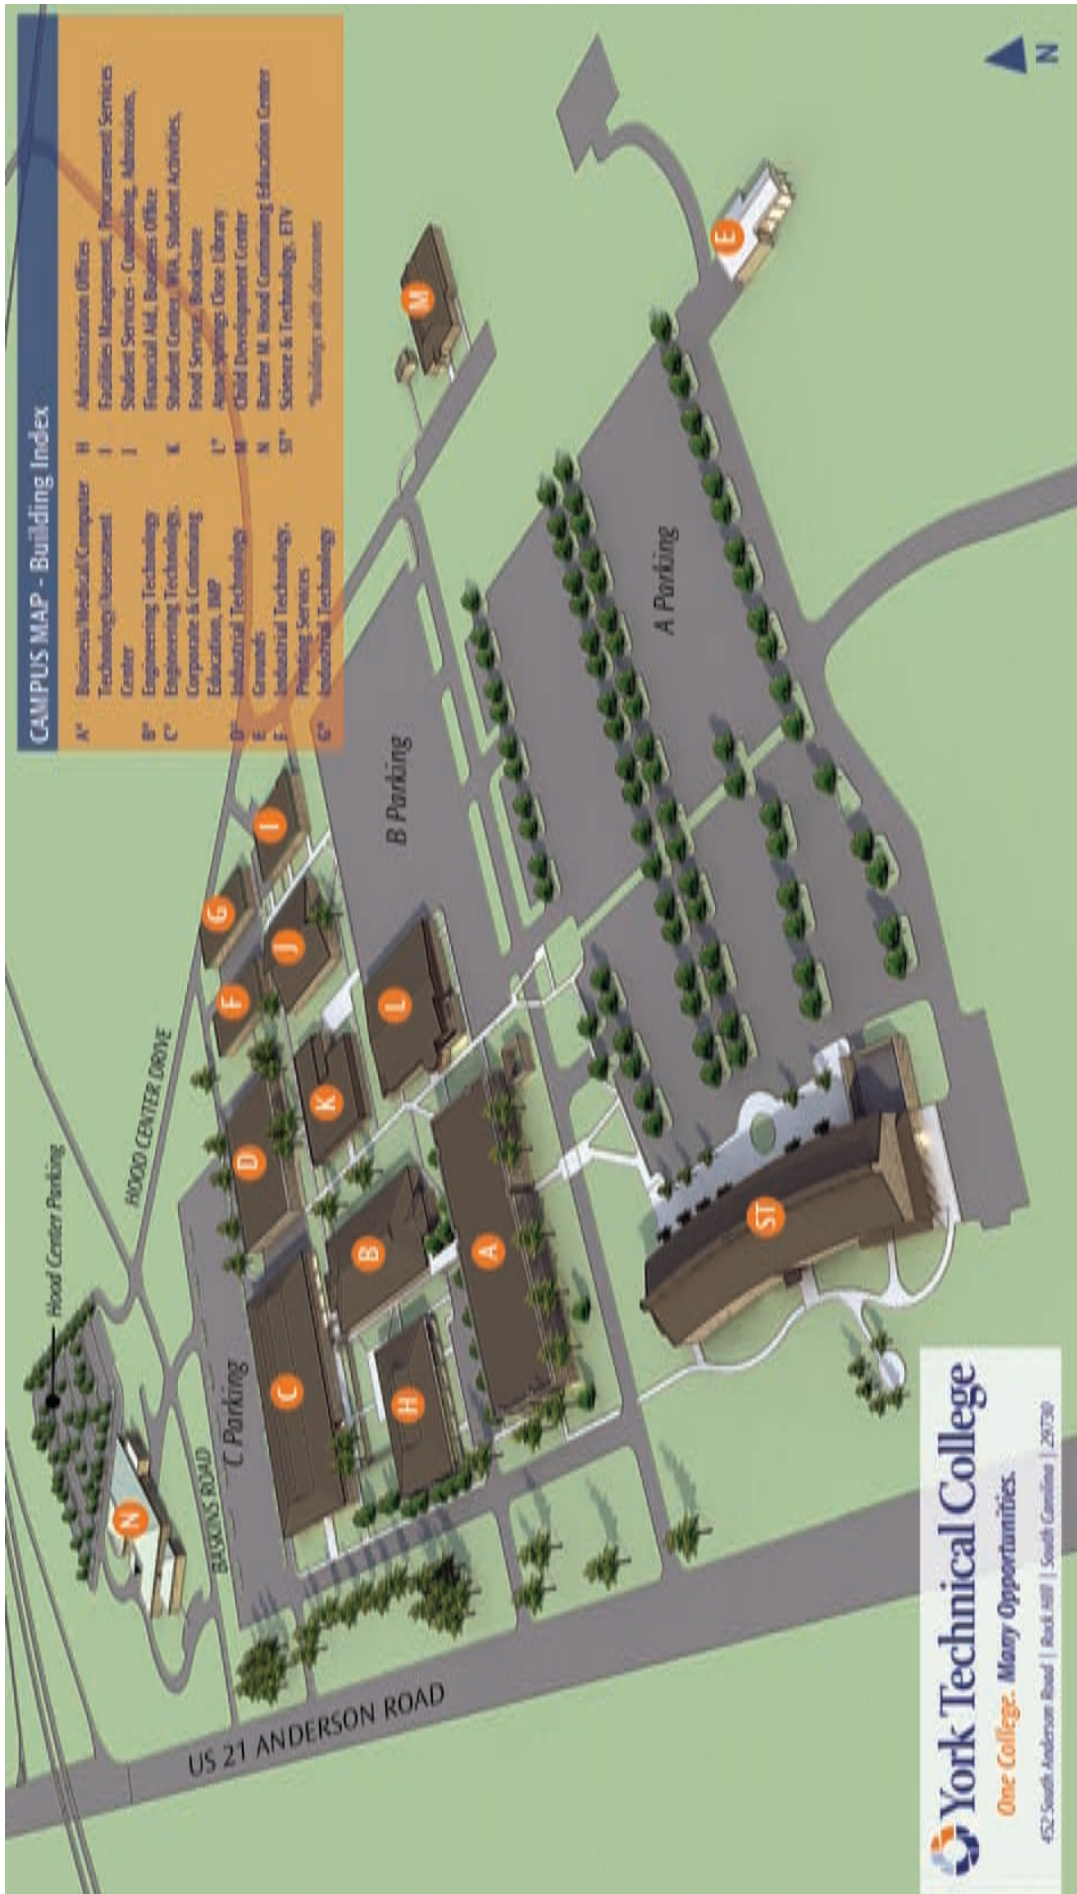 CAMPUS MAP - Building Index
A* Business/Medical/Computer
Technology/Assessment
Center
B* Engineering Technology
C* Engineering Technology,
Corporate & Continuing
Education, IMP
D* Industrial Technology
E Grounds
F Industrial Technology,
Printing Services
G* Industrial Technology
H Administration Offices
I Facilities Management, Procurement Services
J Student Services - Counseling, Admissions,
Financial Aid, Business Office
K Student Center, WTA, Student Activities,
Food Service, Bookstore
L* Anne Springs Close Library
M Child Development Center
N Baxter M. Hood Continuing Education Center
ST* Science & Technology, ETV
*Buildings with classrooms
Hood Center Parking
HOOD CENTER DRIVE
BASKINS ROAD
C Parking
B Parking
A Parking
US 21 ANDERSON ROAD
N
G
I
F
J
D
K
L
C
B
H
A
M
E
ST
N
York Technical College
One College. Many Opportunities.
452 South Anderson Road | Rock Hill | South Carolina | 29730